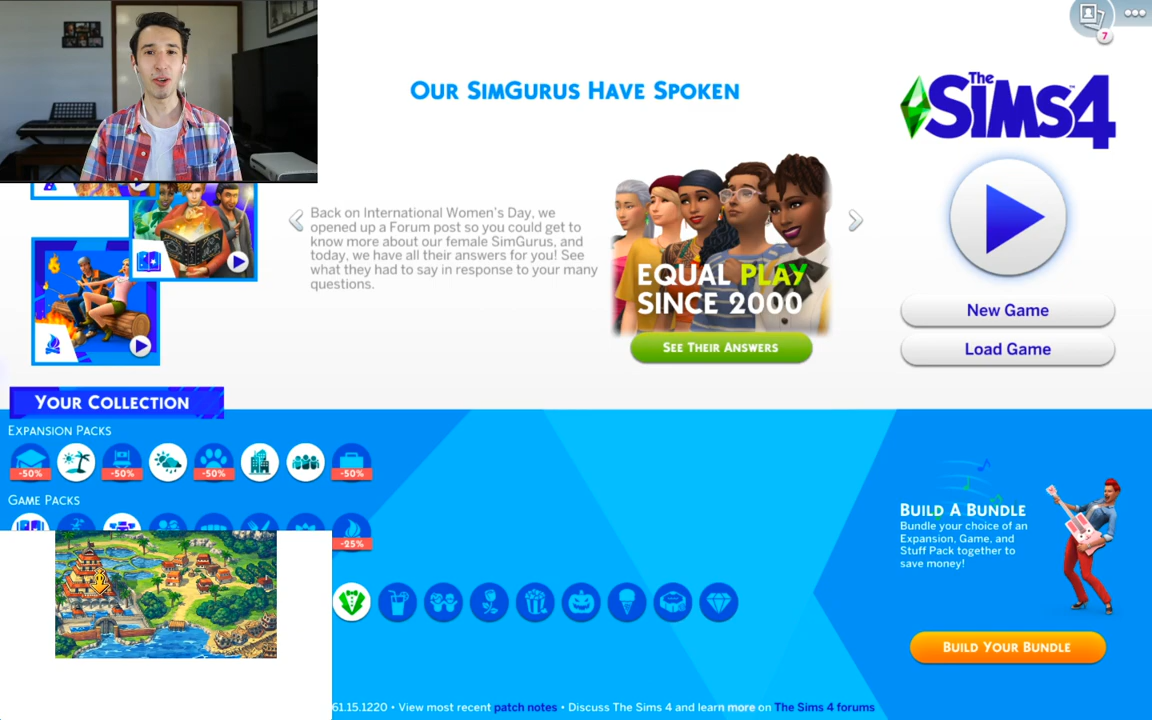 7
OUR SIMGURUS HAVE SPOKEN
The
SiMS4
Back on International Women's Day, we
opened up a Forum post so you could get to
know more about our female SimGurus, and
today, we have all their answers for you! See
what they had to say in response to your many
questions.
EQUAL PLAY
SINCE 2000
SEE THEIR ANSWERS
New Game
Load Game
YOUR COLLECTION
EXPANSION PACKS
-50%
-50%
-50%
-50%
GAME PACKS
-25%
BUILD A BUNDLE
Bundle your choice of an
Expansion, Game, and
Stuff Pack together to
save money!
BUILD YOUR BUNDLE
61.15.1220 • View most recent patch notes • Discuss The Sims 4 and learn more on The Sims 4 forums